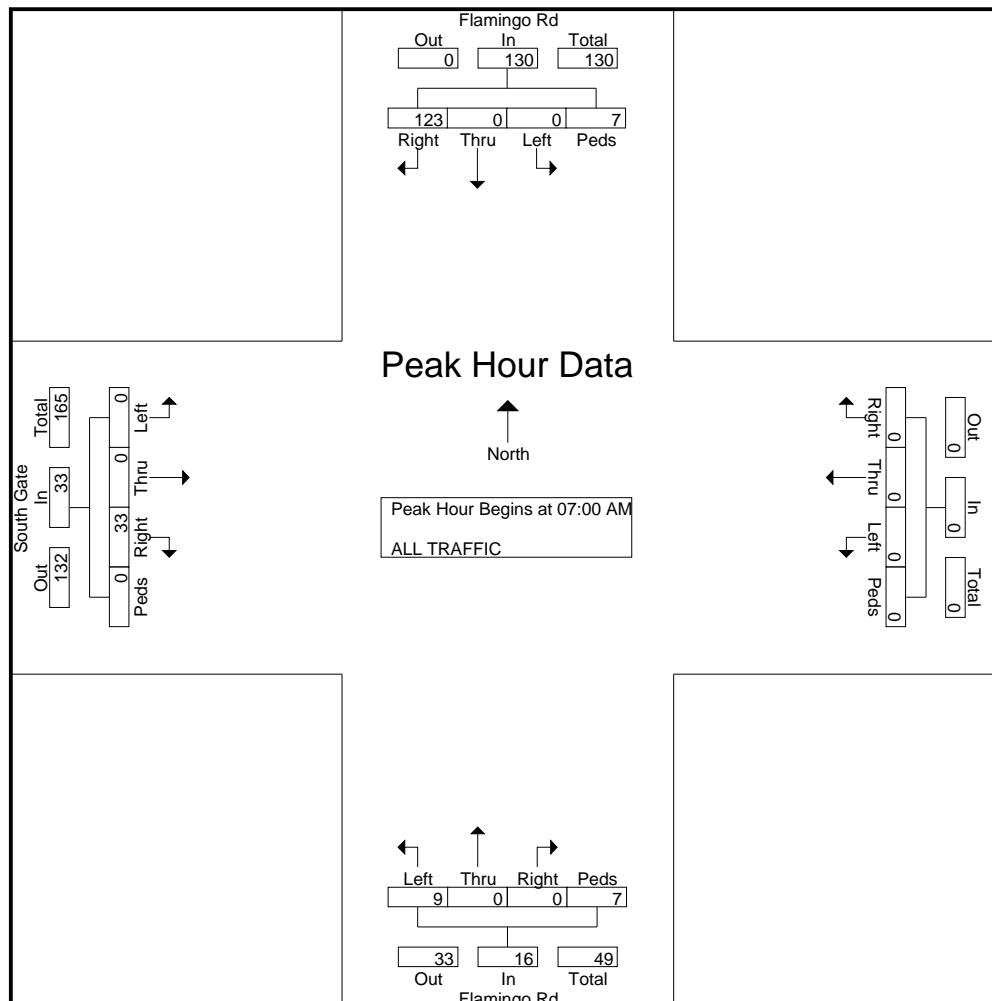 Flamingo Rd
Out In Total
0 130 130
123 0 0 7
Right Thru Left Peds
Peak Hour Data
North
Peak Hour Begins at 07:00 AM
ALL TRAFFIC
South Gate
Out In Total
132 33 165
0 33 0 0
Peds Right Thru Left
Out In Total
0 0 0
0 0 0 0
Right Thru Left Peds
Left Thru Right Peds
9 0 0 7
33 16 49
Out In Total
Flamingo Rd